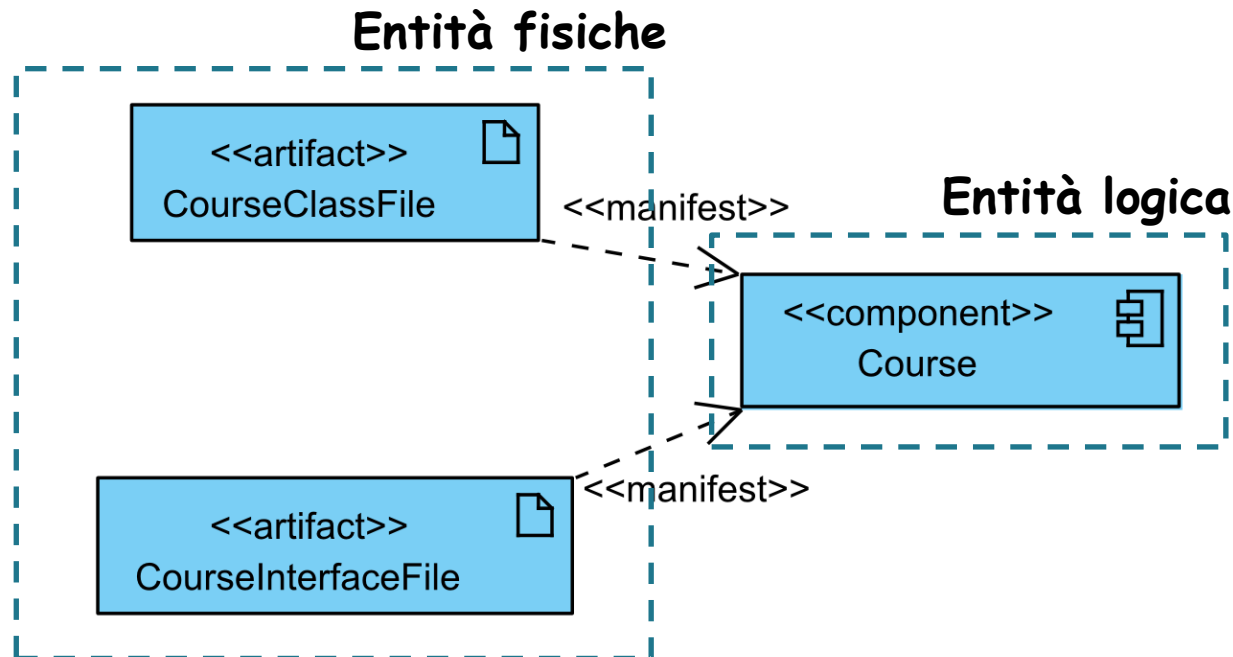 Entità fisiche
<<artifact>>
CourseClassFile
<<manifest>>
Entità logica
<<component>>
Course
<<manifest>>
<<artifact>>
CourseInterfaceFile